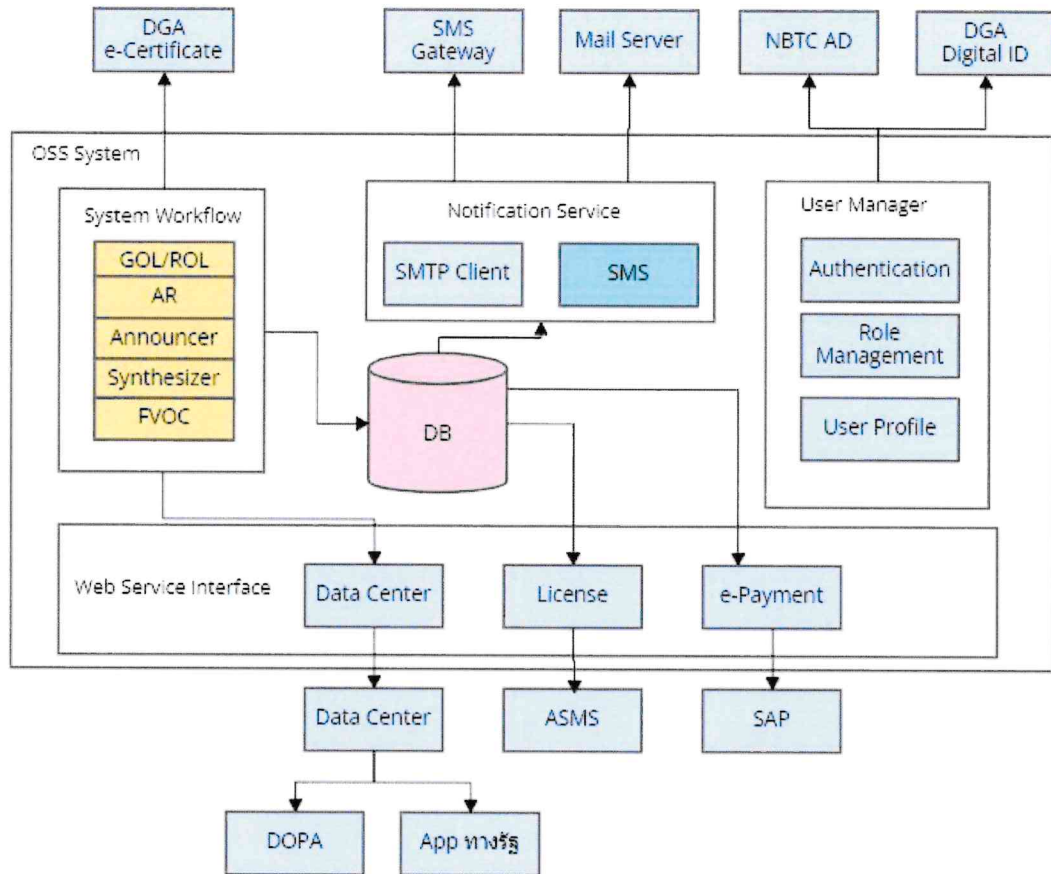 DGA
e-Certificate
SMS
Gateway
Mail Server
NBTC AD
DGA
Digital ID
OSS System
System Workflow
GOL/ROL
AR
Announcer
Synthesizer
FVOC
Notification Service
SMTP Client
SMS
User Manager
Authentication
Role
Management
User Profile
DB
Web Service Interface
Data Center
License
e-Payment
Data Center
ASMS
SAP
DOPA
App ทางรัฐ